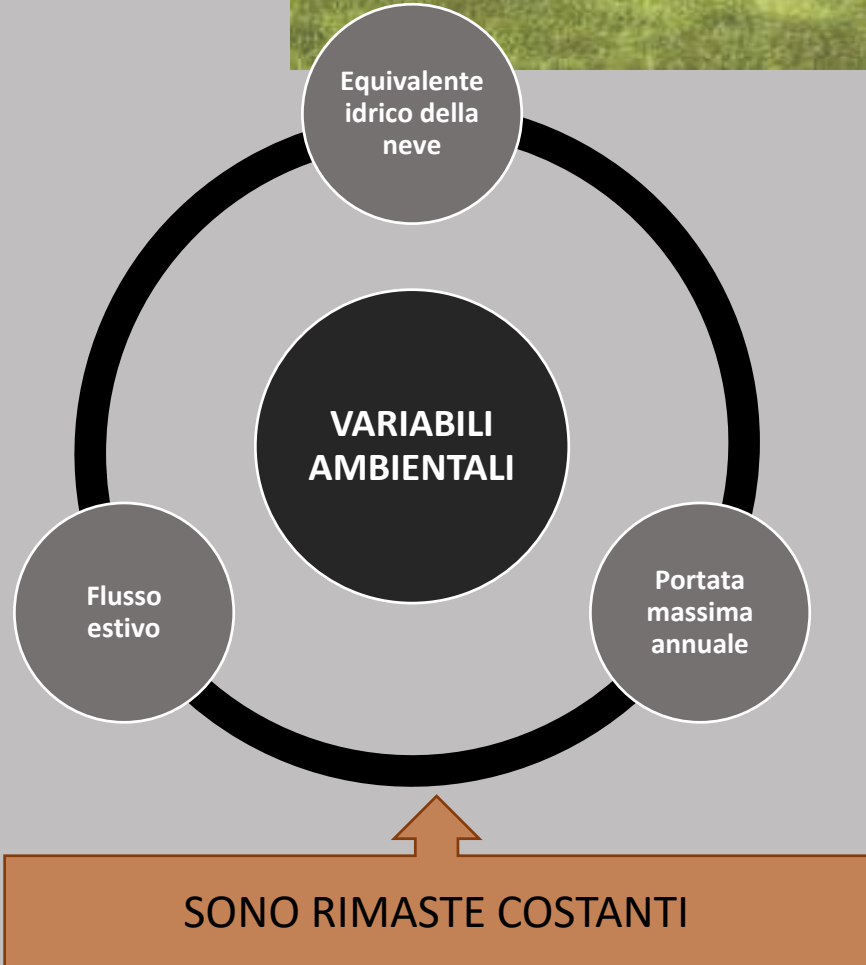 Equivalente
idrico della
neve
VARIABILI
AMBIENTALI
Flusso
estivo
Portata
massima
annuale
SONO RIMASTE COSTANTI